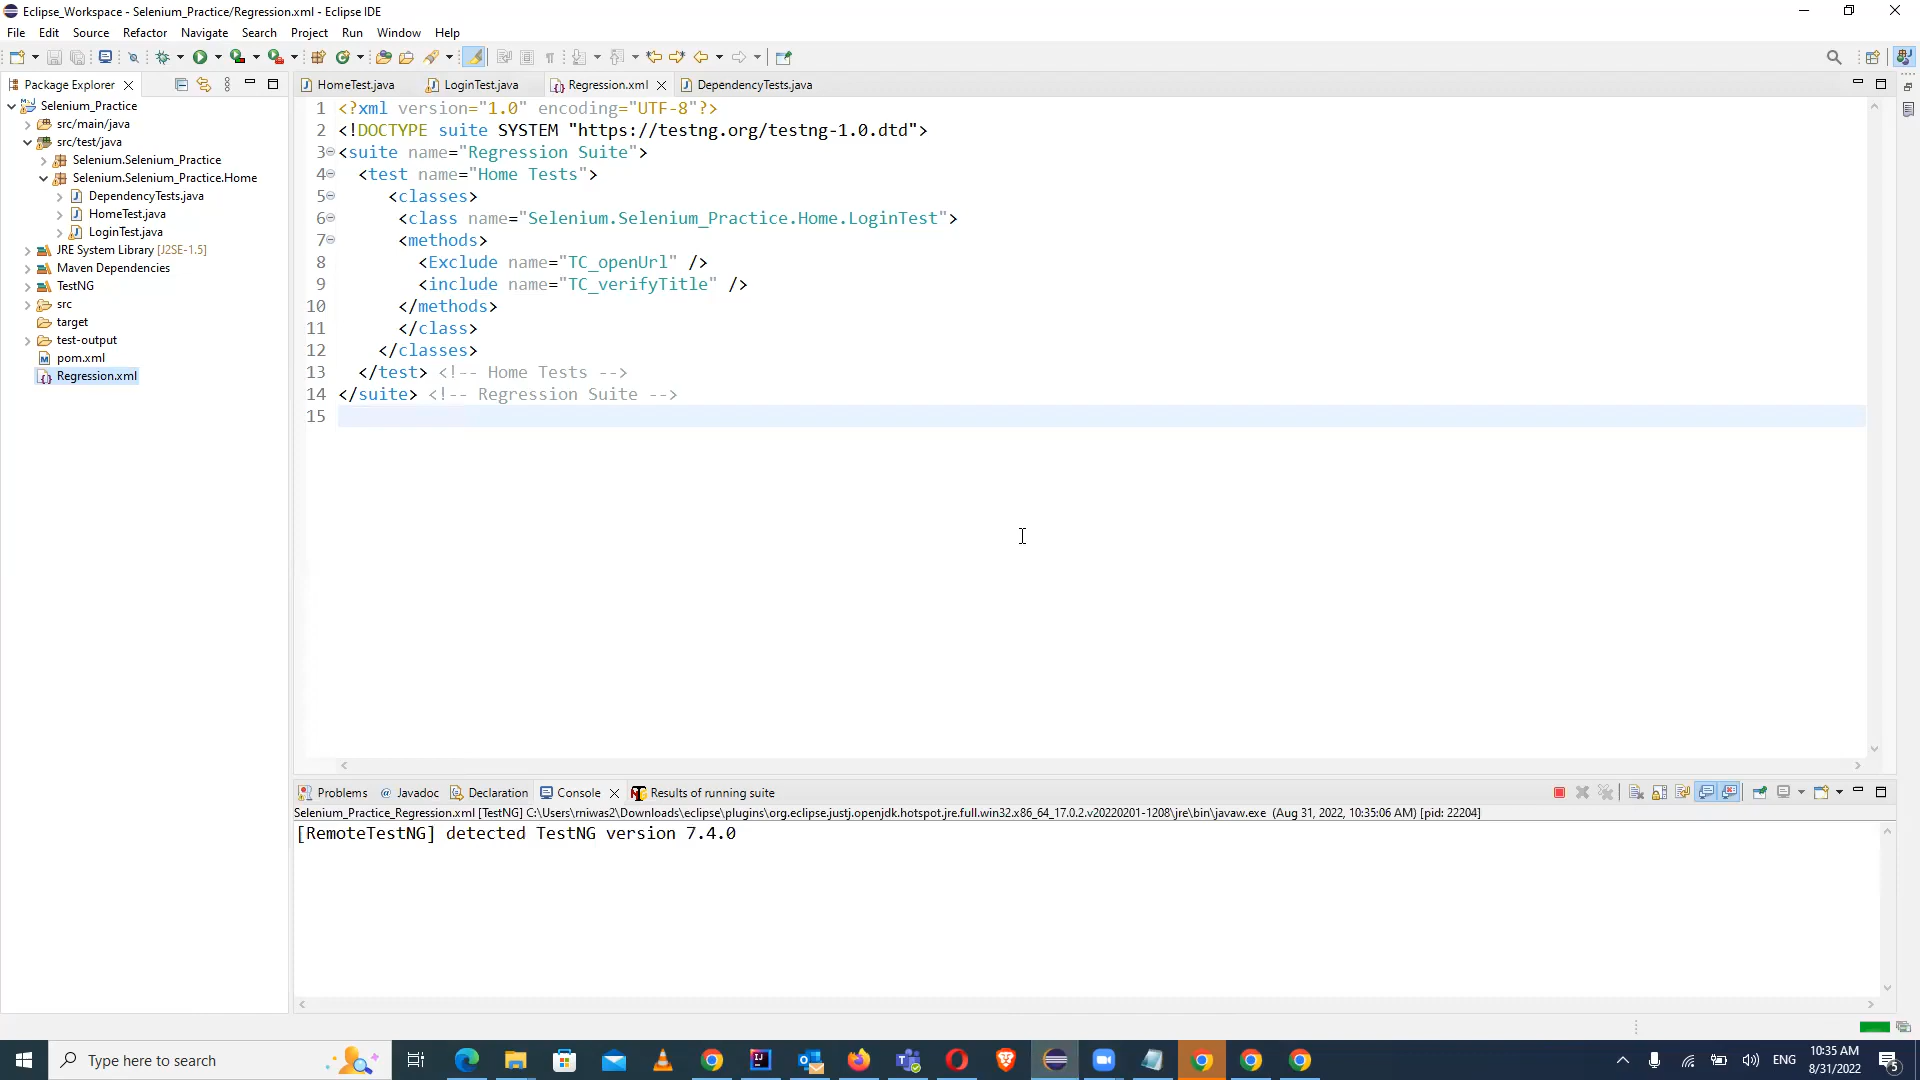 Eclipse_Workspace - Selenium_Practice/Regression.xml - Eclipse IDE
File Edit Source Refactor Navigate Search Project Run Window Help
Package Explorer
HomeTest.java LoginTest.java Regression.xml DependencyTests.java
Selenium_Practice
src/main/java
src/test/java
Selenium.Selenium_Practice
Selenium.Selenium_Practice.Home
DependencyTests.java
HomeTest.java
LoginTest.java
JRE System Library [J2SE-1.5]
Maven Dependencies
TestNG
src
target
test-output
pom.xml
Regression.xml
1 <?xml version="1.0" encoding="UTF-8"?>
2 <!DOCTYPE suite SYSTEM "https://testng.org/testng-1.0.dtd">
3 <suite name="Regression Suite">
4 <test name="Home Tests">
5 <classes>
6 <class name="Selenium.Selenium_Practice.Home.LoginTest">
7 <methods>
8 <Exclude name="TC_openUrl" />
9 <include name="TC_verifyTitle" />
10 </methods>
11 </class>
12 </classes>
13 </test> <!-- Home Tests -->
14 </suite> <!-- Regression Suite -->
15
Problems Javadoc Declaration Console Results of running suite
Selenium_Practice_Regression.xml [TestNG] C:\Users\rniwas2\Downloads\eclipse\plugins\org.eclipse.justj.openjdk.hotspot.jre.full.win32.x86_64_17.0.2.v20220201-1208\jre\bin\javaw.exe (Aug 31, 2022, 10:35:06 AM) [pid: 22204]
[RemoteTestNG] detected TestNG version 7.4.0
Type here to search
ENG
10:35 AM
8/31/2022
5